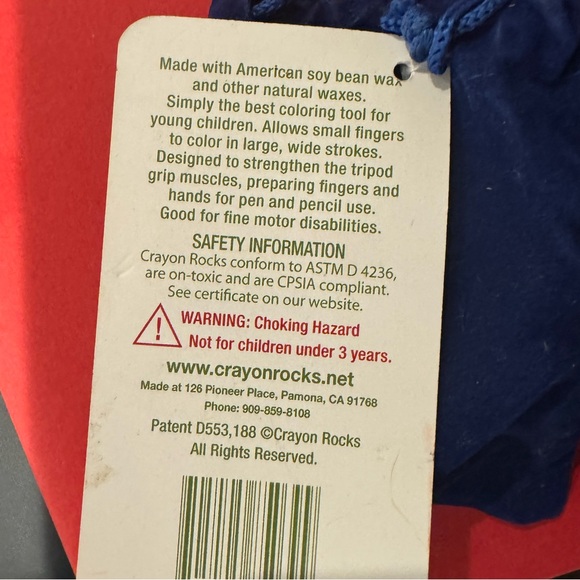 Made with American soy bean wax
and other natural waxes.
Simply the best coloring tool for
young children. Allows small fingers
to color in large, wide strokes.
Designed to strengthen the tripod
grip muscles, preparing fingers and
hands for pen and pencil use.
Good for fine motor disabilities.
SAFETY INFORMATION
Crayon Rocks conform to ASTM D 4236,
are on-toxic and are CPSIA compliant.
See certificate on our website.
WARNING: Choking Hazard
Not for children under 3 years.
www.crayonrocks.net
Made at 126 Pioneer Place, Pamona, CA 91768
Phone: 909-859-8108
Patent D553,188 ©Crayon Rocks
All Rights Reserved.